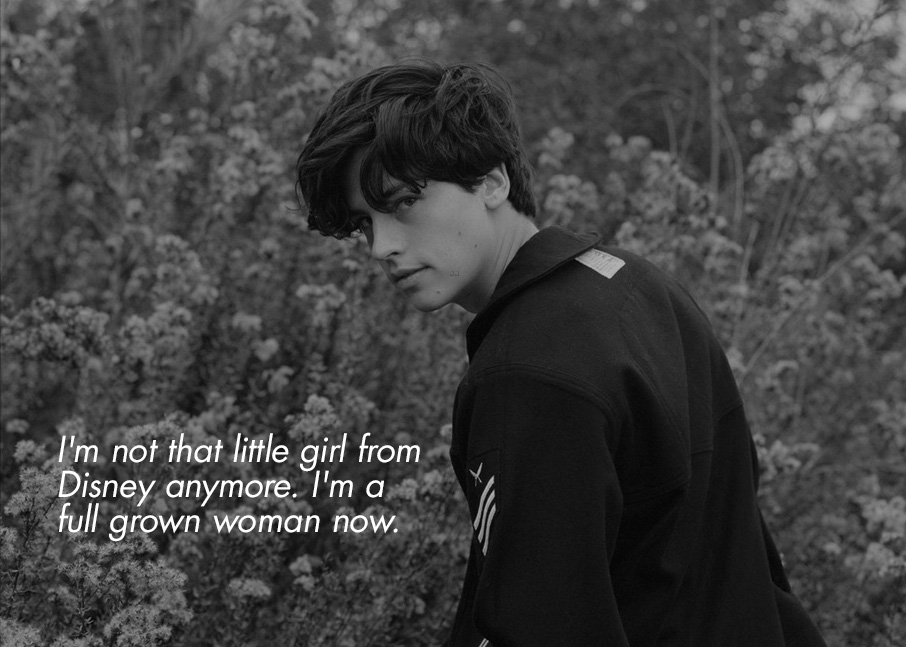 I'm not that little girl from
Disney anymore. I'm a
full grown woman now.